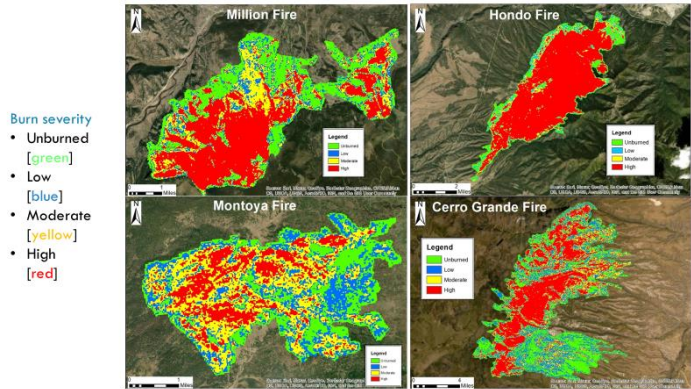 Million Fire
Hondo Fire
Burn severity
• Unburned
[green]
• Low
[blue]
• Moderate
[yellow]
• High
[red]
Legend
Unburned
Low
Moderate
High
Miles
Legend
Unburned
Low
Moderate
High
Miles
Montoya Fire
Cerro Grande Fire
Legend
Unburned
Low
Moderate
High
Miles
Legend
Unburned
Low
Moderate
High
Miles